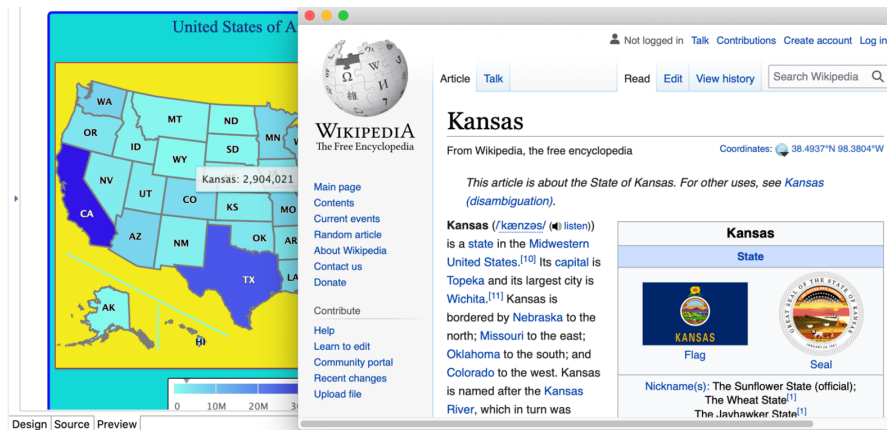 United States of A
WA
OR
CA
NV
ID
MT
WY
UT
AZ
CO
NM
ND
SD
KS
OK
TX
MN
MO
AR
LA
AK
HI
Kansas: 2,904,021
0 10M 20M 3
Design Source Preview
WIKIPEDIA
The Free Encyclopedia
Main page
Contents
Current events
Random article
About Wikipedia
Contact us
Donate
Contribute
Help
Learn to edit
Community portal
Recent changes
Upload file
Not logged in Talk Contributions Create account Log in
Article Talk Read Edit View history Search Wikipedia
Kansas
From Wikipedia, the free encyclopedia
Coordinates: 38.4937°N 98.3804°W
This article is about the State of Kansas. For other uses, see Kansas
(disambiguation).
Kansas (/ˈkænzəs/ (listen))
is a state in the Midwestern
United States.[10] Its capital is
Topeka and its largest city is
Wichita.[11] Kansas is
bordered by Nebraska to the
north; Missouri to the east;
Oklahoma to the south; and
Colorado to the west. Kansas
is named after the Kansas
River, which in turn was
Kansas
State
KANSAS
Flag
GREAT SEAL OF THE STATE OF KANSAS
Seal
Nickname(s): The Sunflower State (official);
The Wheat State[1]
The Jayhawker State[1]